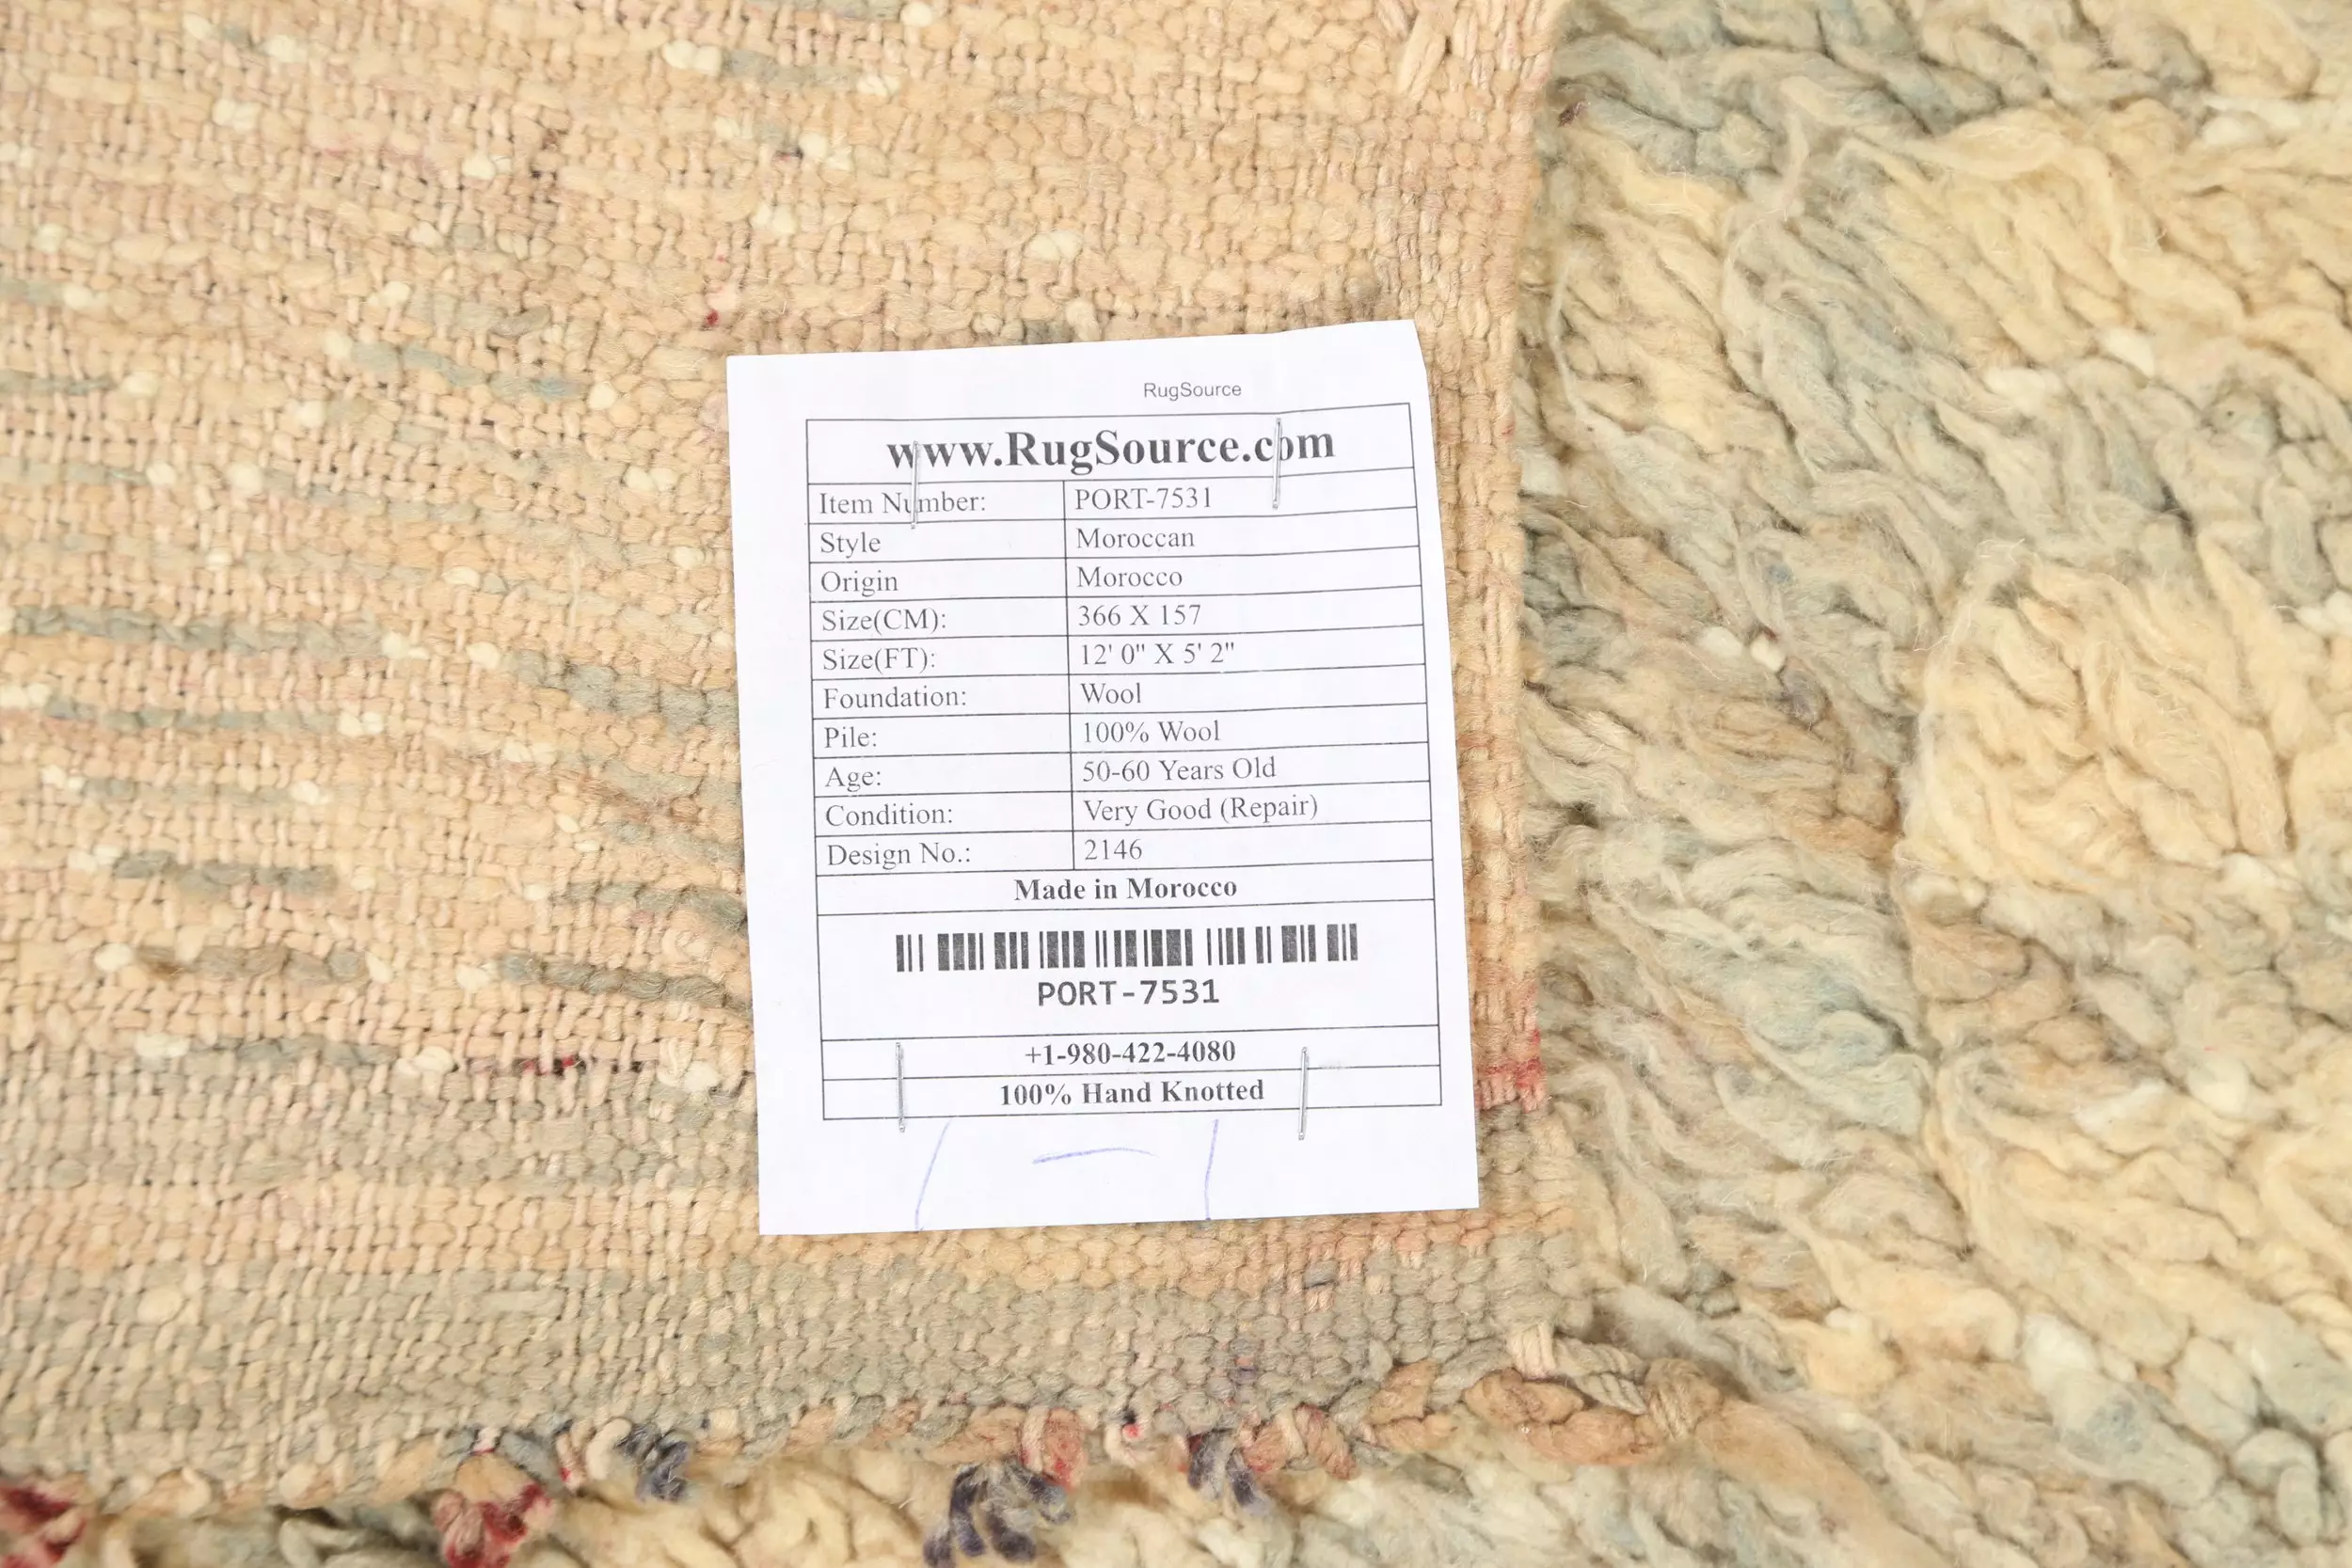 RugSource
www.RugSource.com
Item Number: PORT-7531
Style Moroccan
Origin Morocco
Size(CM): 366 X 157
Size(FT): 12' 0" X 5' 2"
Foundation: Wool
Pile: 100% Wool
Age: 50-60 Years Old
Condition: Very Good (Repair)
Design No.: 2146
Made in Morocco
PORT-7531
+1-980-422-4080
100% Hand Knotted